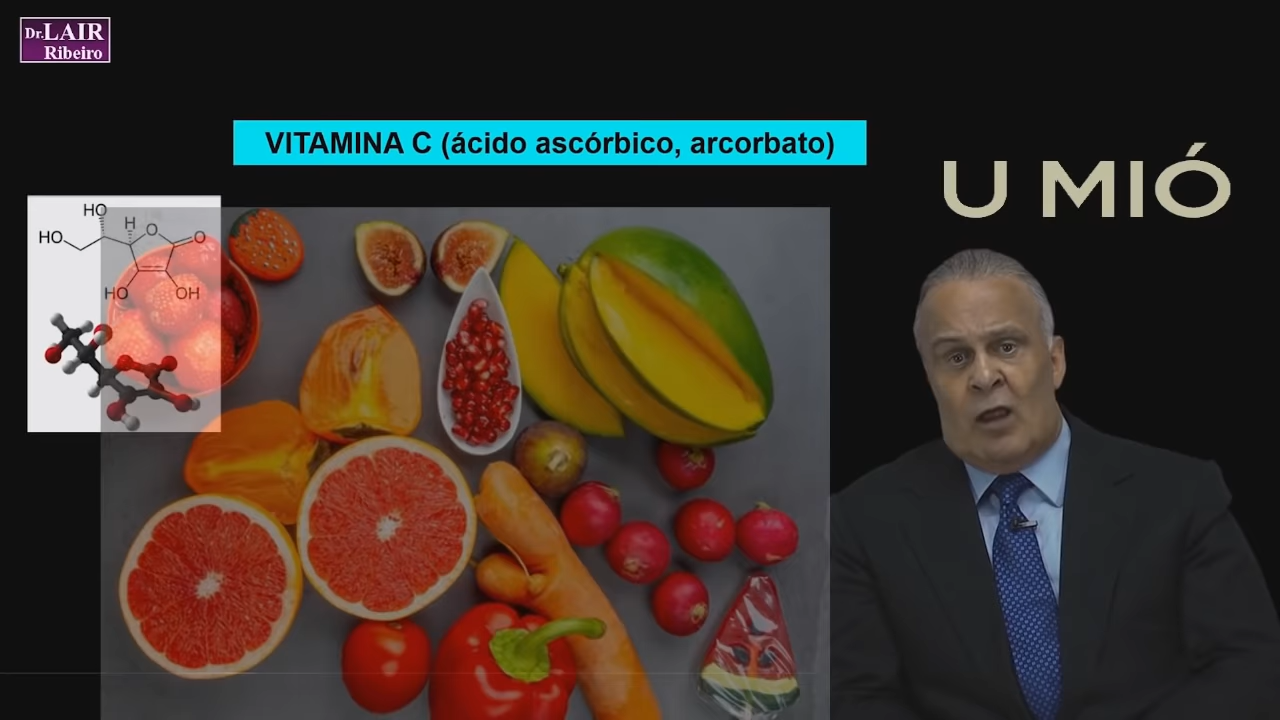 Dr.LAIR
Ribeiro
VITAMINA C (ácido ascórbico, arcorbato)
U MIÓ
HO
H
O
O
HO
HO
OH